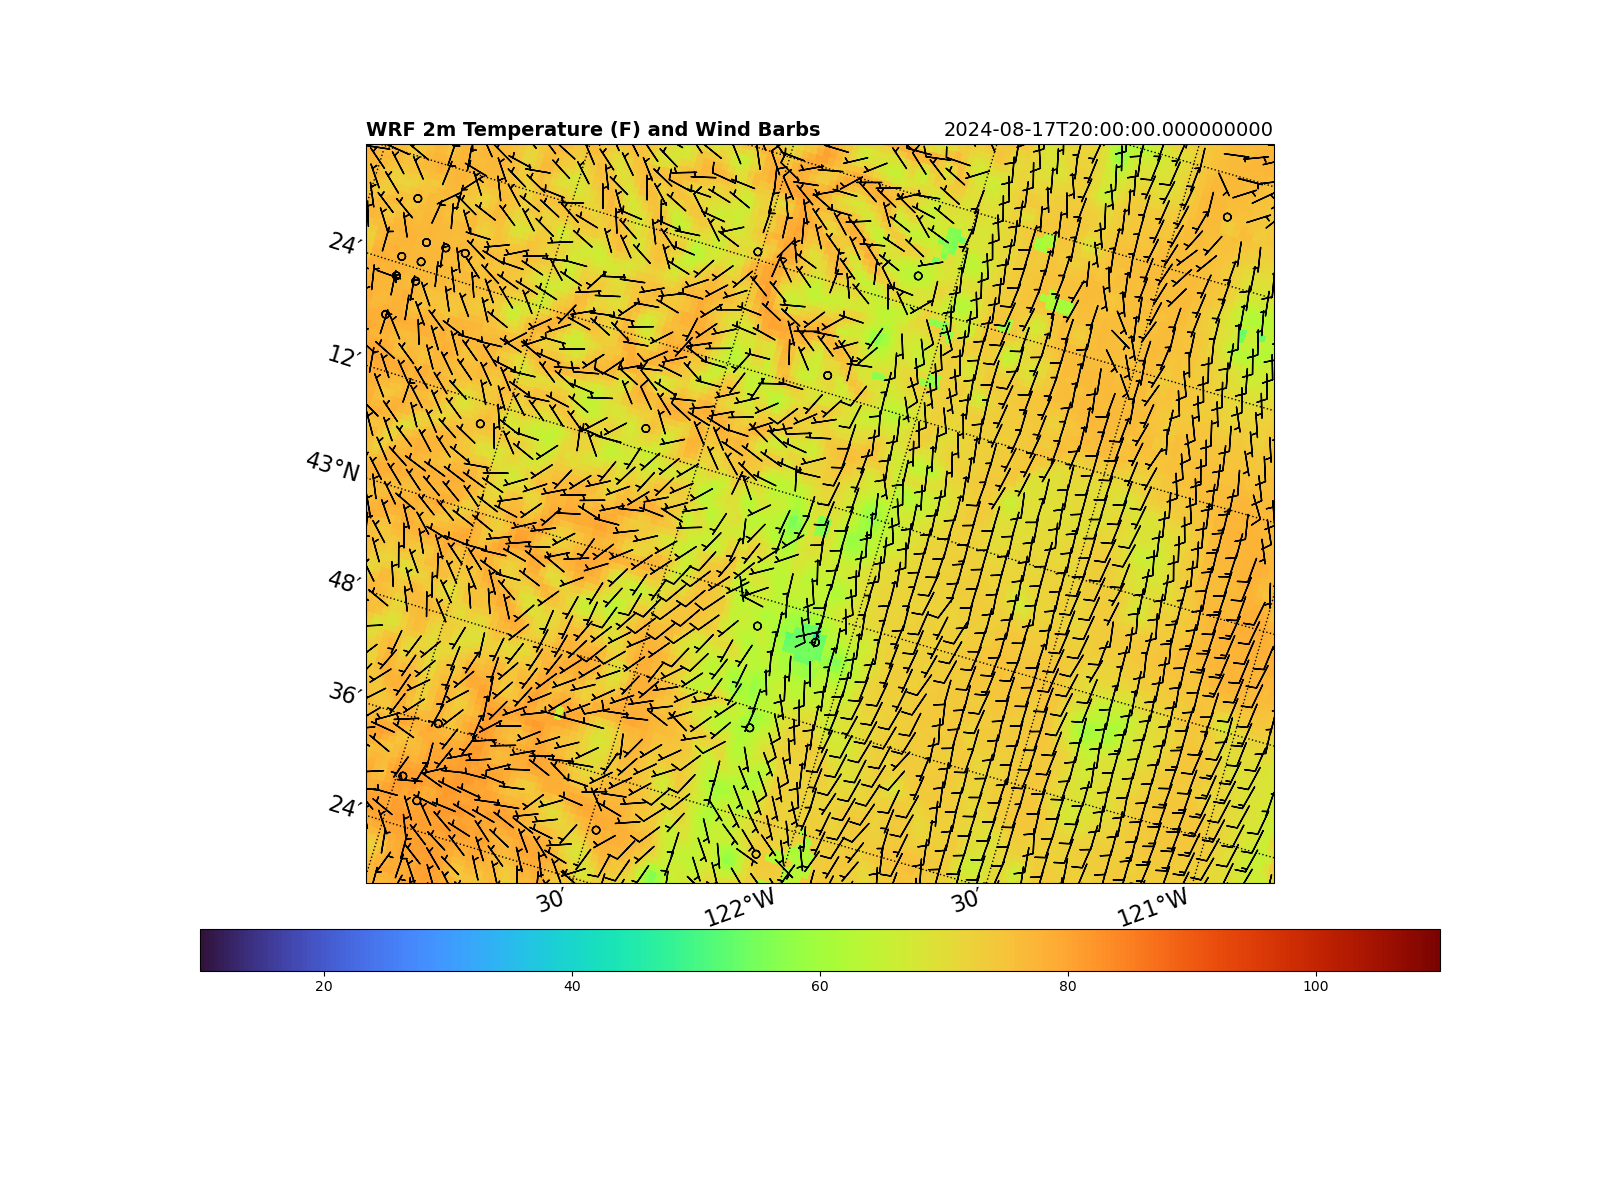 WRF 2m Temperature (F) and Wind Barbs
2024-08-17T20:00:00.000000000
24′
12′
43°N
48′
36′
24′
30′
122°W
30′
121°W
20
40
60
80
100